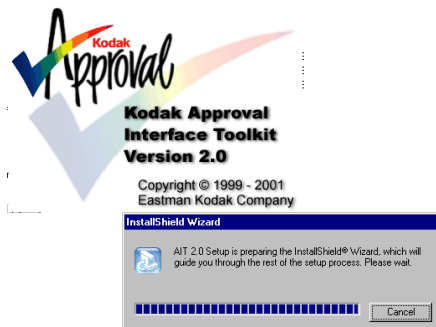 Kodak
Approval
Kodak Approval
Interface Toolkit
Version 2.0
Copyright © 1999 - 2001
Eastman Kodak Company
InstallShield Wizard
AIT 2.0 Setup is preparing the InstallShield® Wizard, which will
guide you through the rest of the setup process. Please wait.
Cancel